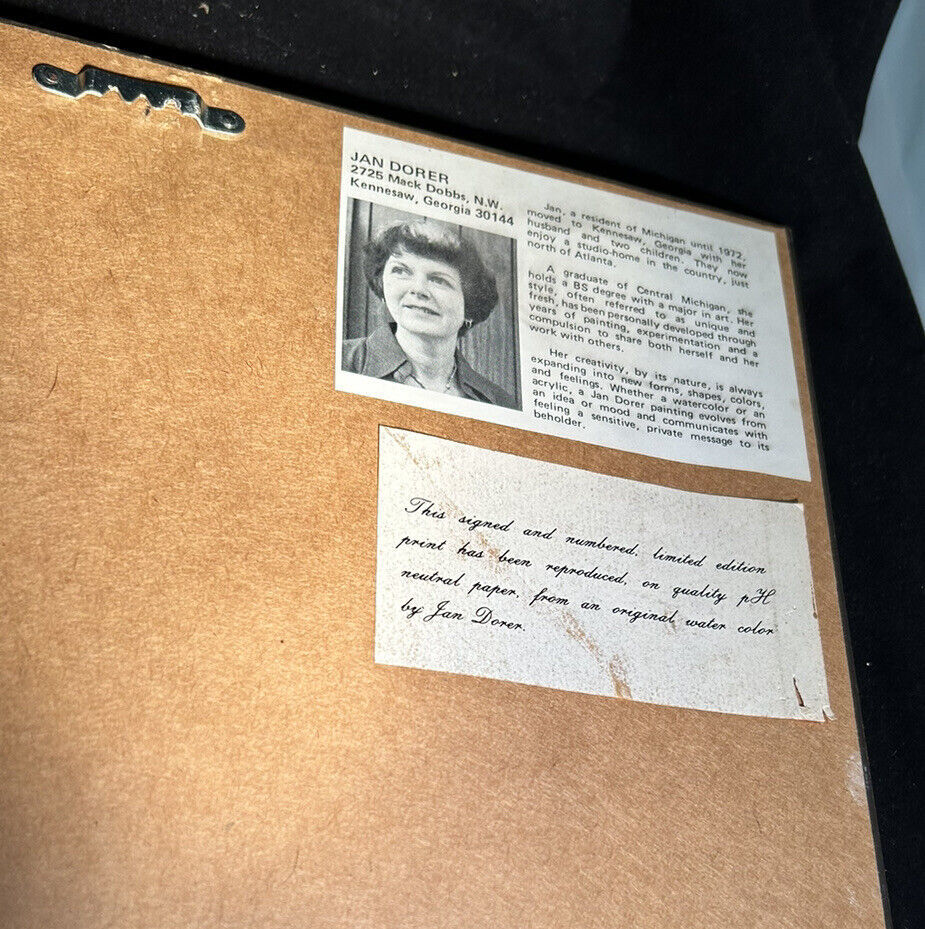 JAN DORER
2725 Mack Dobbs, N.W.
Kennesaw, Georgia 30144
Jan, a resident of Michigan until 1972,
moved to Kennesaw, Georgia with her
husband and two children. They now
enjoy a studio-home in the country, just
north of Atlanta.
A graduate of Central Michigan, she
holds a BS degree with a major in art. Her
style, often referred to as unique and
fresh, has been personally developed through
years of painting, experimentation and a
compulsion to share both herself and her
work with others.
Her creativity, by its nature, is always
expanding into new forms, shapes, colors,
and feelings. Whether a watercolor or an
acrylic, a Jan Dorer painting evolves from
an idea or mood and communicates with
feeling a sensitive, private message to its
beholder.
This signed and numbered, limited edition
print has been reproduced, on quality pH
neutral paper, from an original water color
by Jan Dorer.